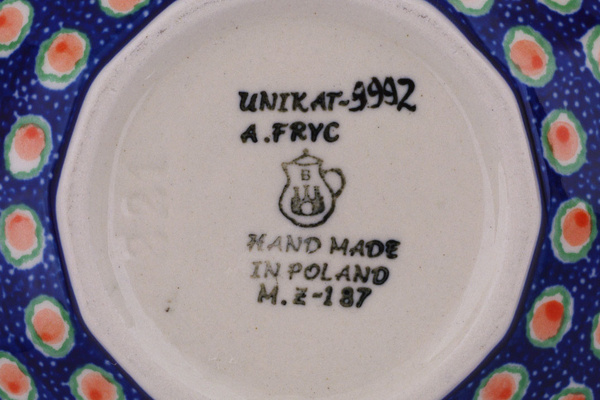 UNIKAT-9992
A.FRYC
B
HAND MADE
IN POLAND
M.Z-187